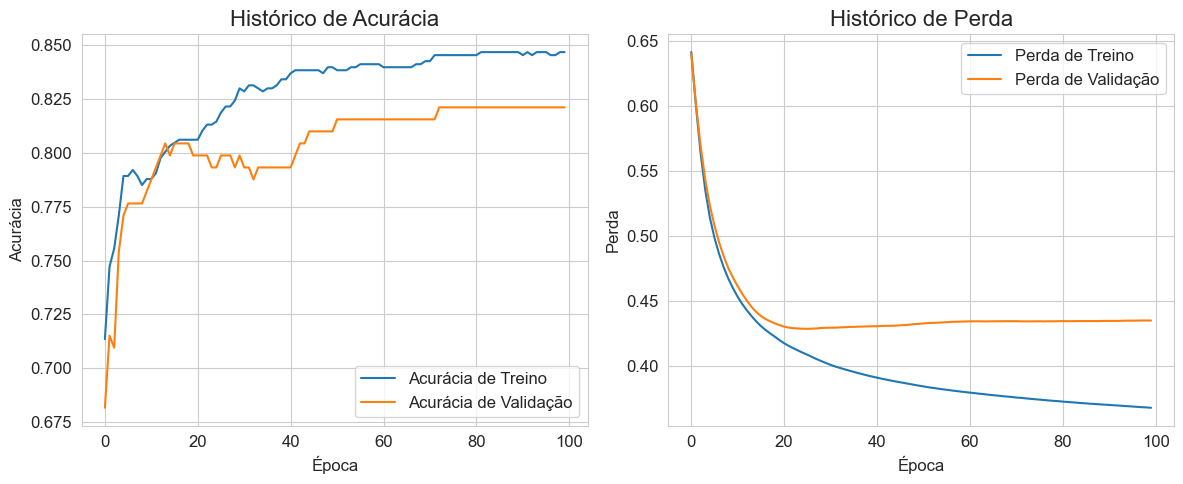 Histórico de Acurácia
0.850
0.825
0.800
0.775
0.750
0.725
0.700
0.675
Acurácia
0 20 40 60 80 100
Época
Acurácia de Treino
Acurácia de Validação
Histórico de Perda
0.65
0.60
0.55
0.50
0.45
0.40
Perda
0 20 40 60 80 100
Época
Perda de Treino
Perda de Validação